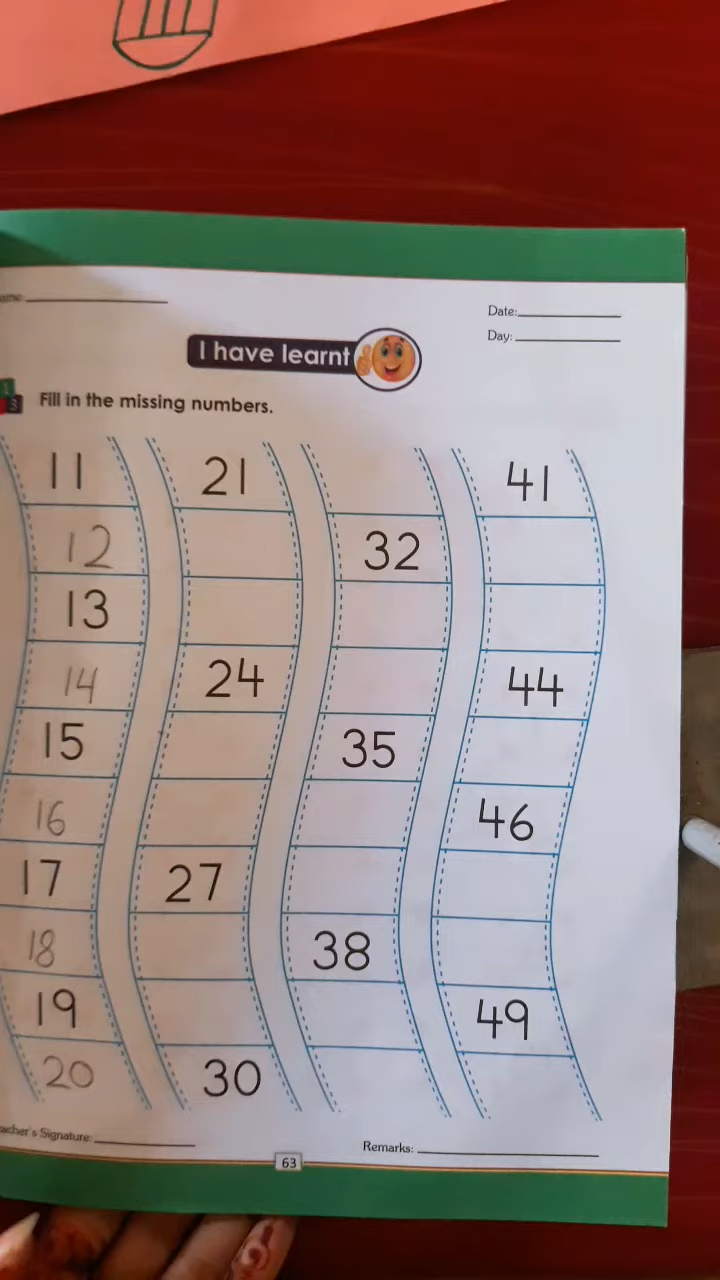 Date:
Day:
I have learnt
Fill in the missing numbers.
11 21 41
12 32
13
14 24 44
15 35
16 46
17 27
18 38
19 49
20 30
Signature:
Remarks:
63